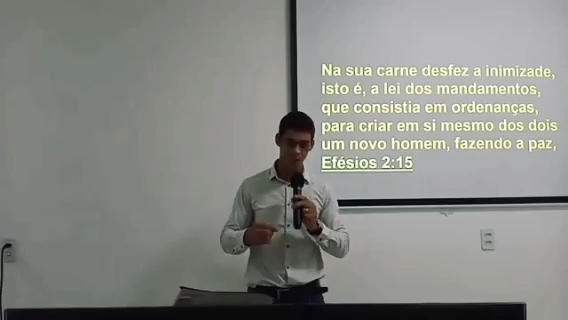 Na sua carne desfez a inimizade,
isto é, a lei dos mandamentos,
que consistia em ordenanças,
para criar em si mesmo dos dois
um novo homem, fazendo a paz,
Efésios 2:15